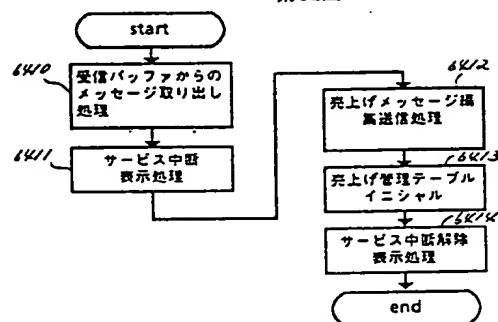 start
6410
受信バッファからの
メッセージ取り出し
処理
6411
サービス中断
表示処理
6412
売上げメッセージ編
集送信処理
6413
売上げ管理テーブル
イニシャル
6414
サービス中断解除
表示処理
end